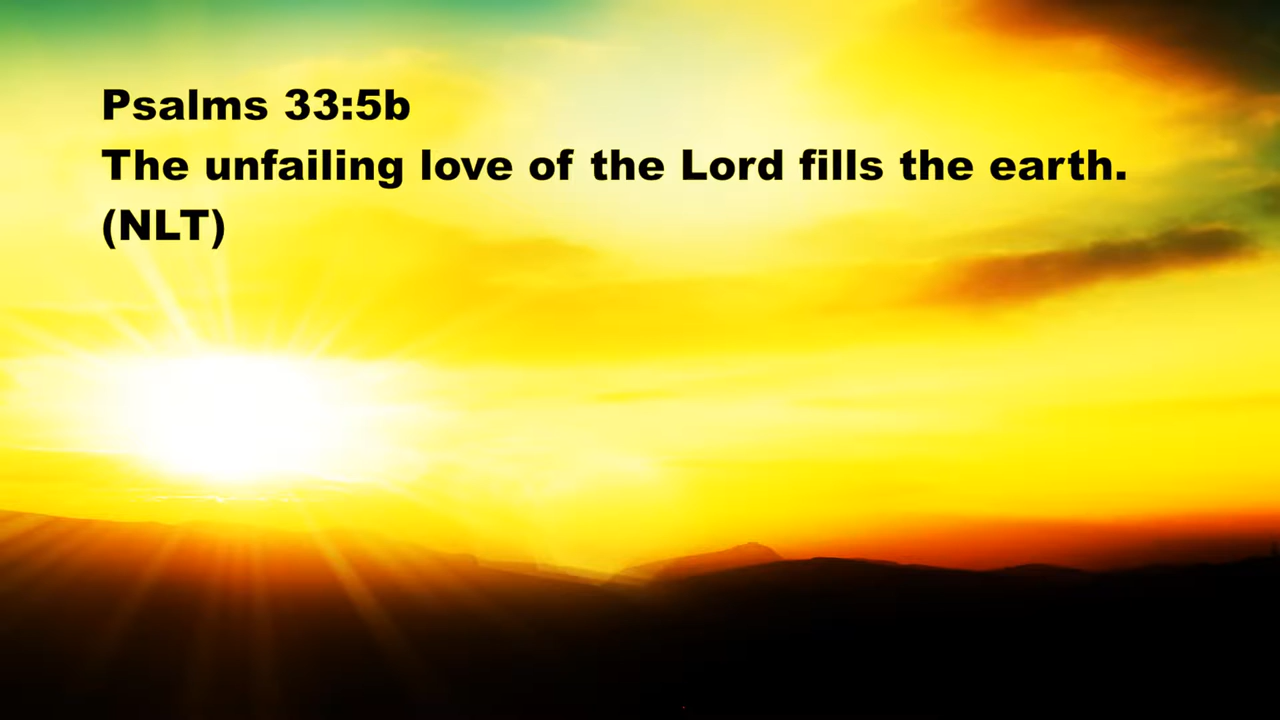 Psalms 33:5b
The unfailing love of the Lord fills the earth.
(NLT)